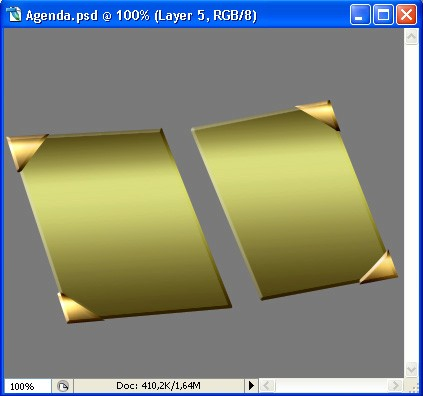 Agenda.psd @ 100% (Layer 5, RGB/8)
100% Doc: 410,2K/1,64M